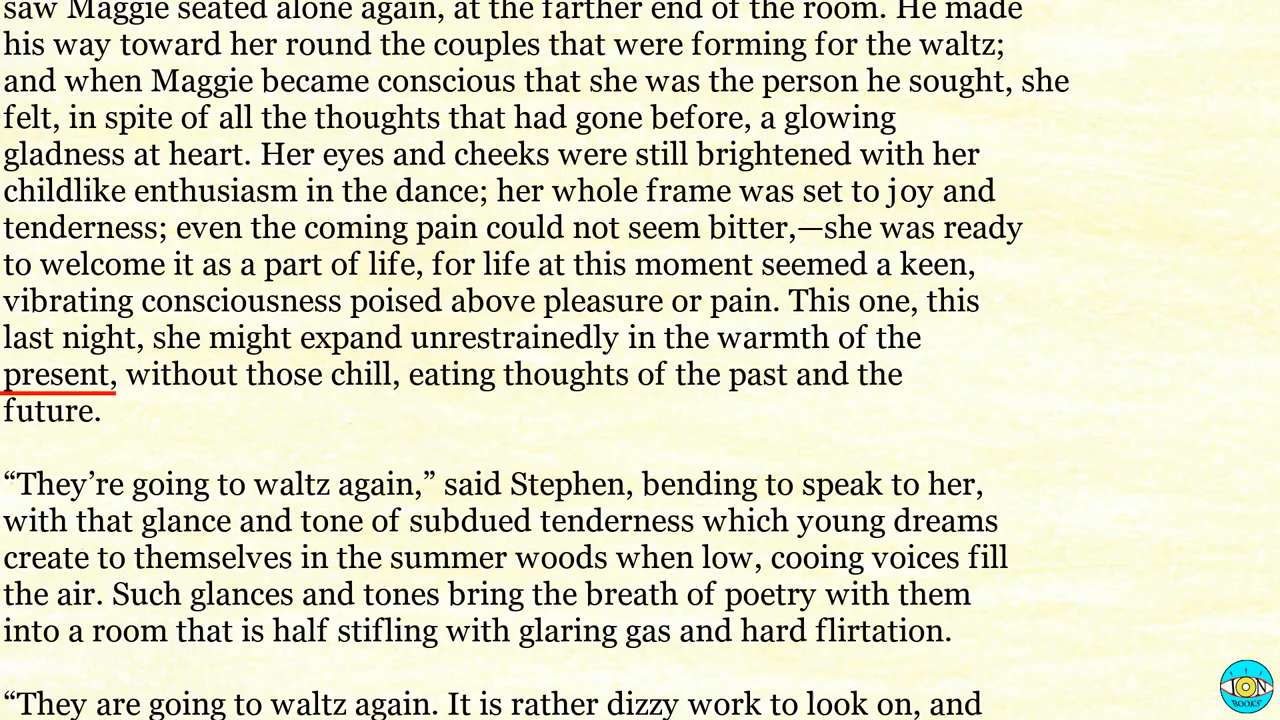 saw Maggie seated alone again, at the farther end of the room. He made
his way toward her round the couples that were forming for the waltz;
and when Maggie became conscious that she was the person he sought, she
felt, in spite of all the thoughts that had gone before, a glowing
gladness at heart. Her eyes and cheeks were still brightened with her
childlike enthusiasm in the dance; her whole frame was set to joy and
tenderness; even the coming pain could not seem bitter,—she was ready
to welcome it as a part of life, for life at this moment seemed a keen,
vibrating consciousness poised above pleasure or pain. This one, this
last night, she might expand unrestrainedly in the warmth of the
present, without those chill, eating thoughts of the past and the
future.
“They’re going to waltz again,” said Stephen, bending to speak to her,
with that glance and tone of subdued tenderness which young dreams
create to themselves in the summer woods when low, cooing voices fill
the air. Such glances and tones bring the breath of poetry with them
into a room that is half stifling with glaring gas and hard flirtation.
“They are going to waltz again. It is rather dizzy work to look on, and
ION
BOOKS